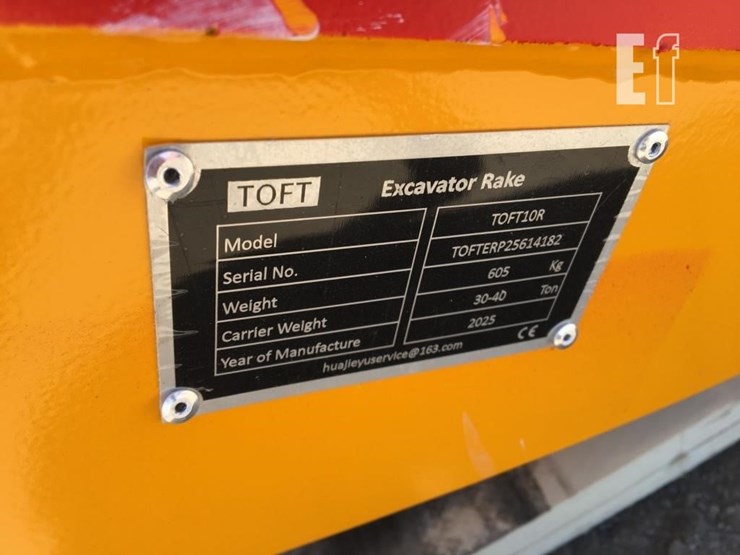 Ef
TOFT Excavator Rake
Model TOFT10R
Serial No. TOFTERP25614182
Weight 605 Kg
Carrier Weight 30-40 Ton
Year of Manufacture 2025
huajieyuservice@163.com CE